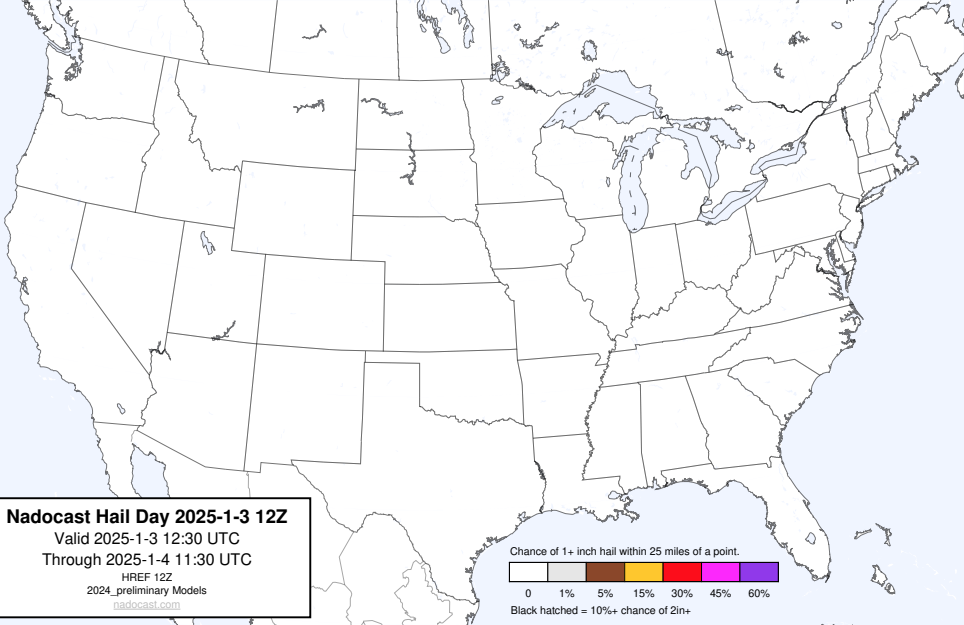 Nadocast Hail Day 2025-1-3 12Z
Valid 2025-1-3 12:30 UTC
Through 2025-1-4 11:30 UTC
HREF 12Z
2024_preliminary Models
nadocast.com
Chance of 1+ inch hail within 25 miles of a point.
0 1% 5% 15% 30% 45% 60%
Black hatched = 10%+ chance of 2in+